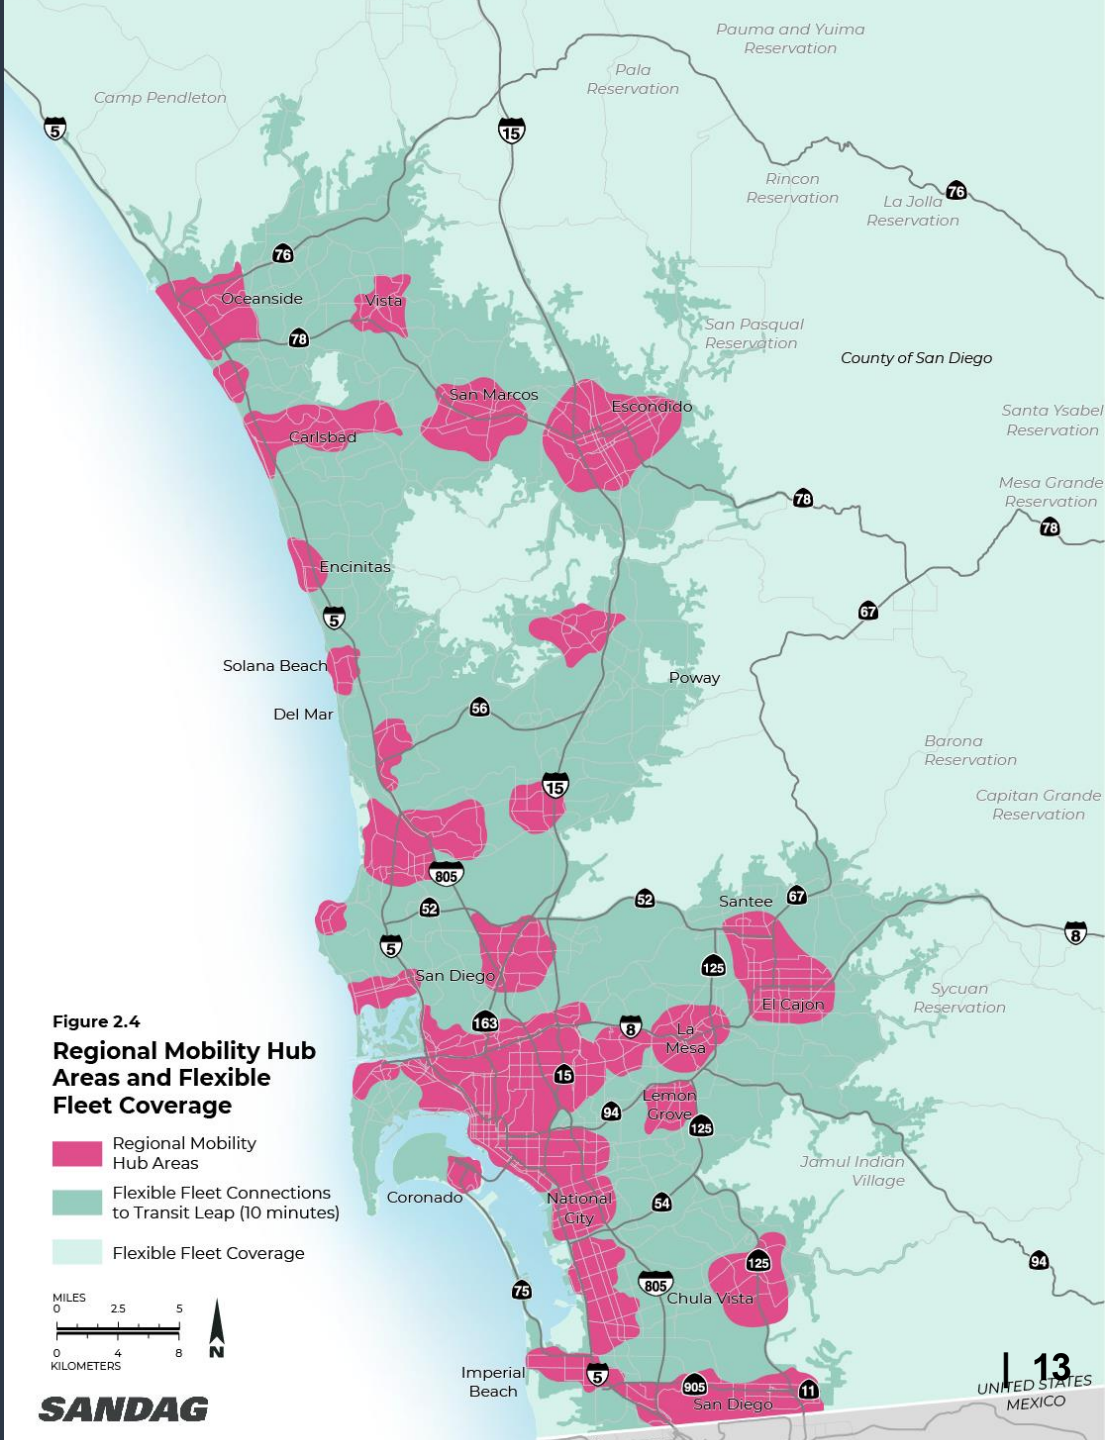 Pauma and Yuima
Reservation
Pala
Reservation
Camp Pendleton
5
15
Rincon
Reservation
76
La Jolla
Reservation
76
Oceanside
Vista
78
San Pasqual
Reservation
County of San Diego
San Marcos
Escondido
Santa Ysabel
Reservation
Carlsbad
Mesa Grande
Reservation
78
78
Encinitas
67
5
Solana Beach
Poway
56
Del Mar
Barona
Reservation
15
Capitan Grande
Reservation
805
52
52
Santee
67
8
5
San Diego
125
Sycuan
Reservation
El Cajon
163
8
La
Mesa
15
94
Lemon
Grove
125
Jamul Indian
Village
Coronado
National
City
54
94
125
75
805
Chula Vista
Imperial
Beach
5
905
11
San Diego
UNITED STATES
MEXICO
Figure 2.4
Regional Mobility Hub
Areas and Flexible
Fleet Coverage
Regional Mobility
Hub Areas
Flexible Fleet Connections
to Transit Leap (10 minutes)
Flexible Fleet Coverage
MILES
0 2.5 5
0 4 8
KILOMETERS
N
SANDAG
| 13